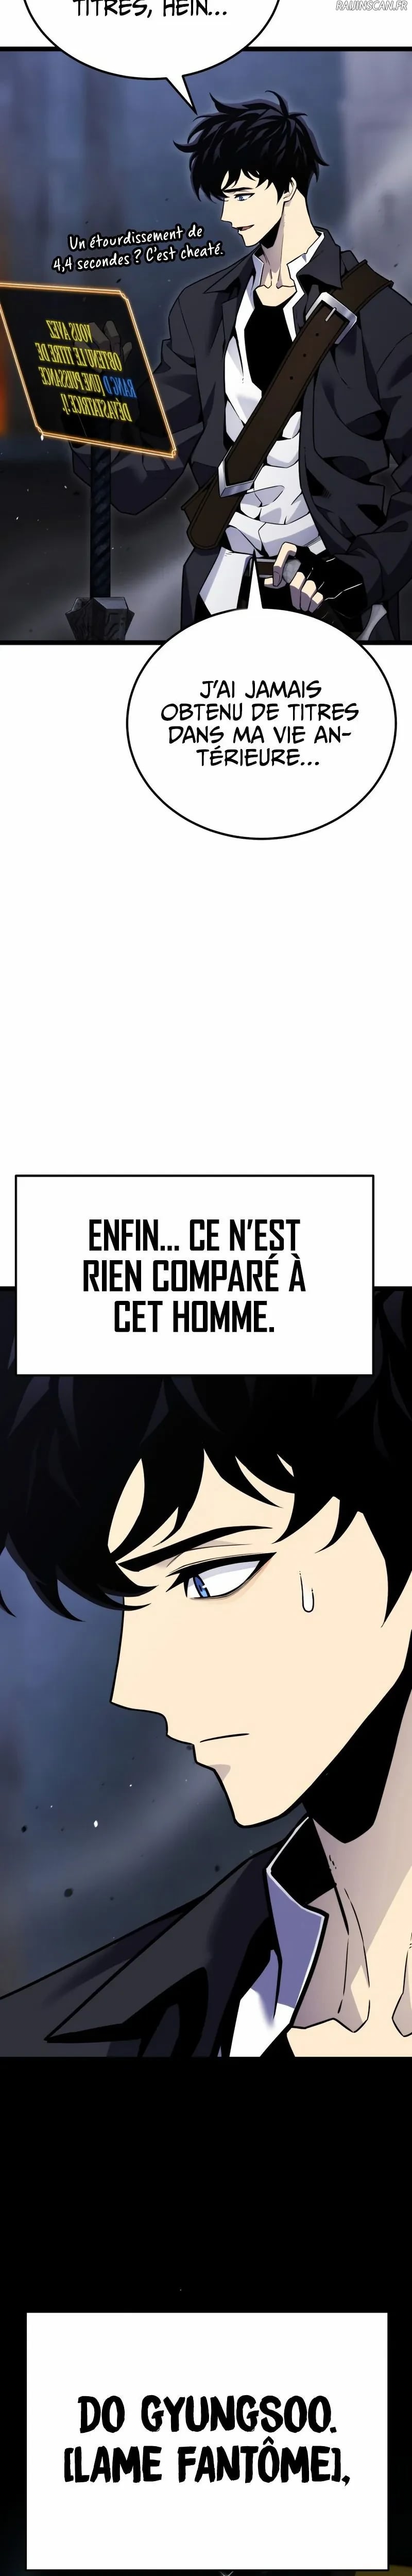 TITRES, HEIN...
RAIJINSCAN.FR
Un étourdissement de
4,4 secondes ? C'est cheaté.
VOUS AVEZ
OBTENU LE TITRE DE
RANG D [UNE PUISSANCE
DÉVASTATRICE !].
J'AI JAMAIS
OBTENU DE TITRES
DANS MA VIE AN-
TÉRIEURE...
ENFIN... CE N'EST
RIEN COMPARÉ À
CET HOMME.
DO GYUNGSOO.
[LAME FANTÔME],